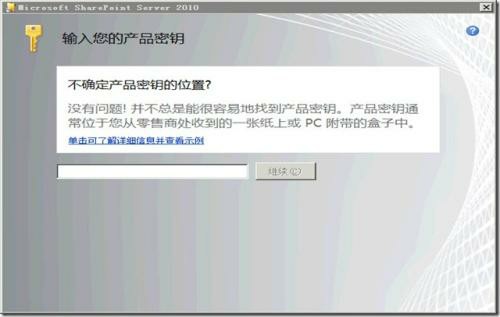 Microsoft SharePoint Server 2010
输入您的产品密钥
不确定产品密钥的位置?
没有问题! 并不总是能很容易地找到产品密钥。产品密钥通
常位于您从零售商处收到的一张纸上或 PC 附带的盒子中。
单击可了解详细信息并查看示例
继续(C)